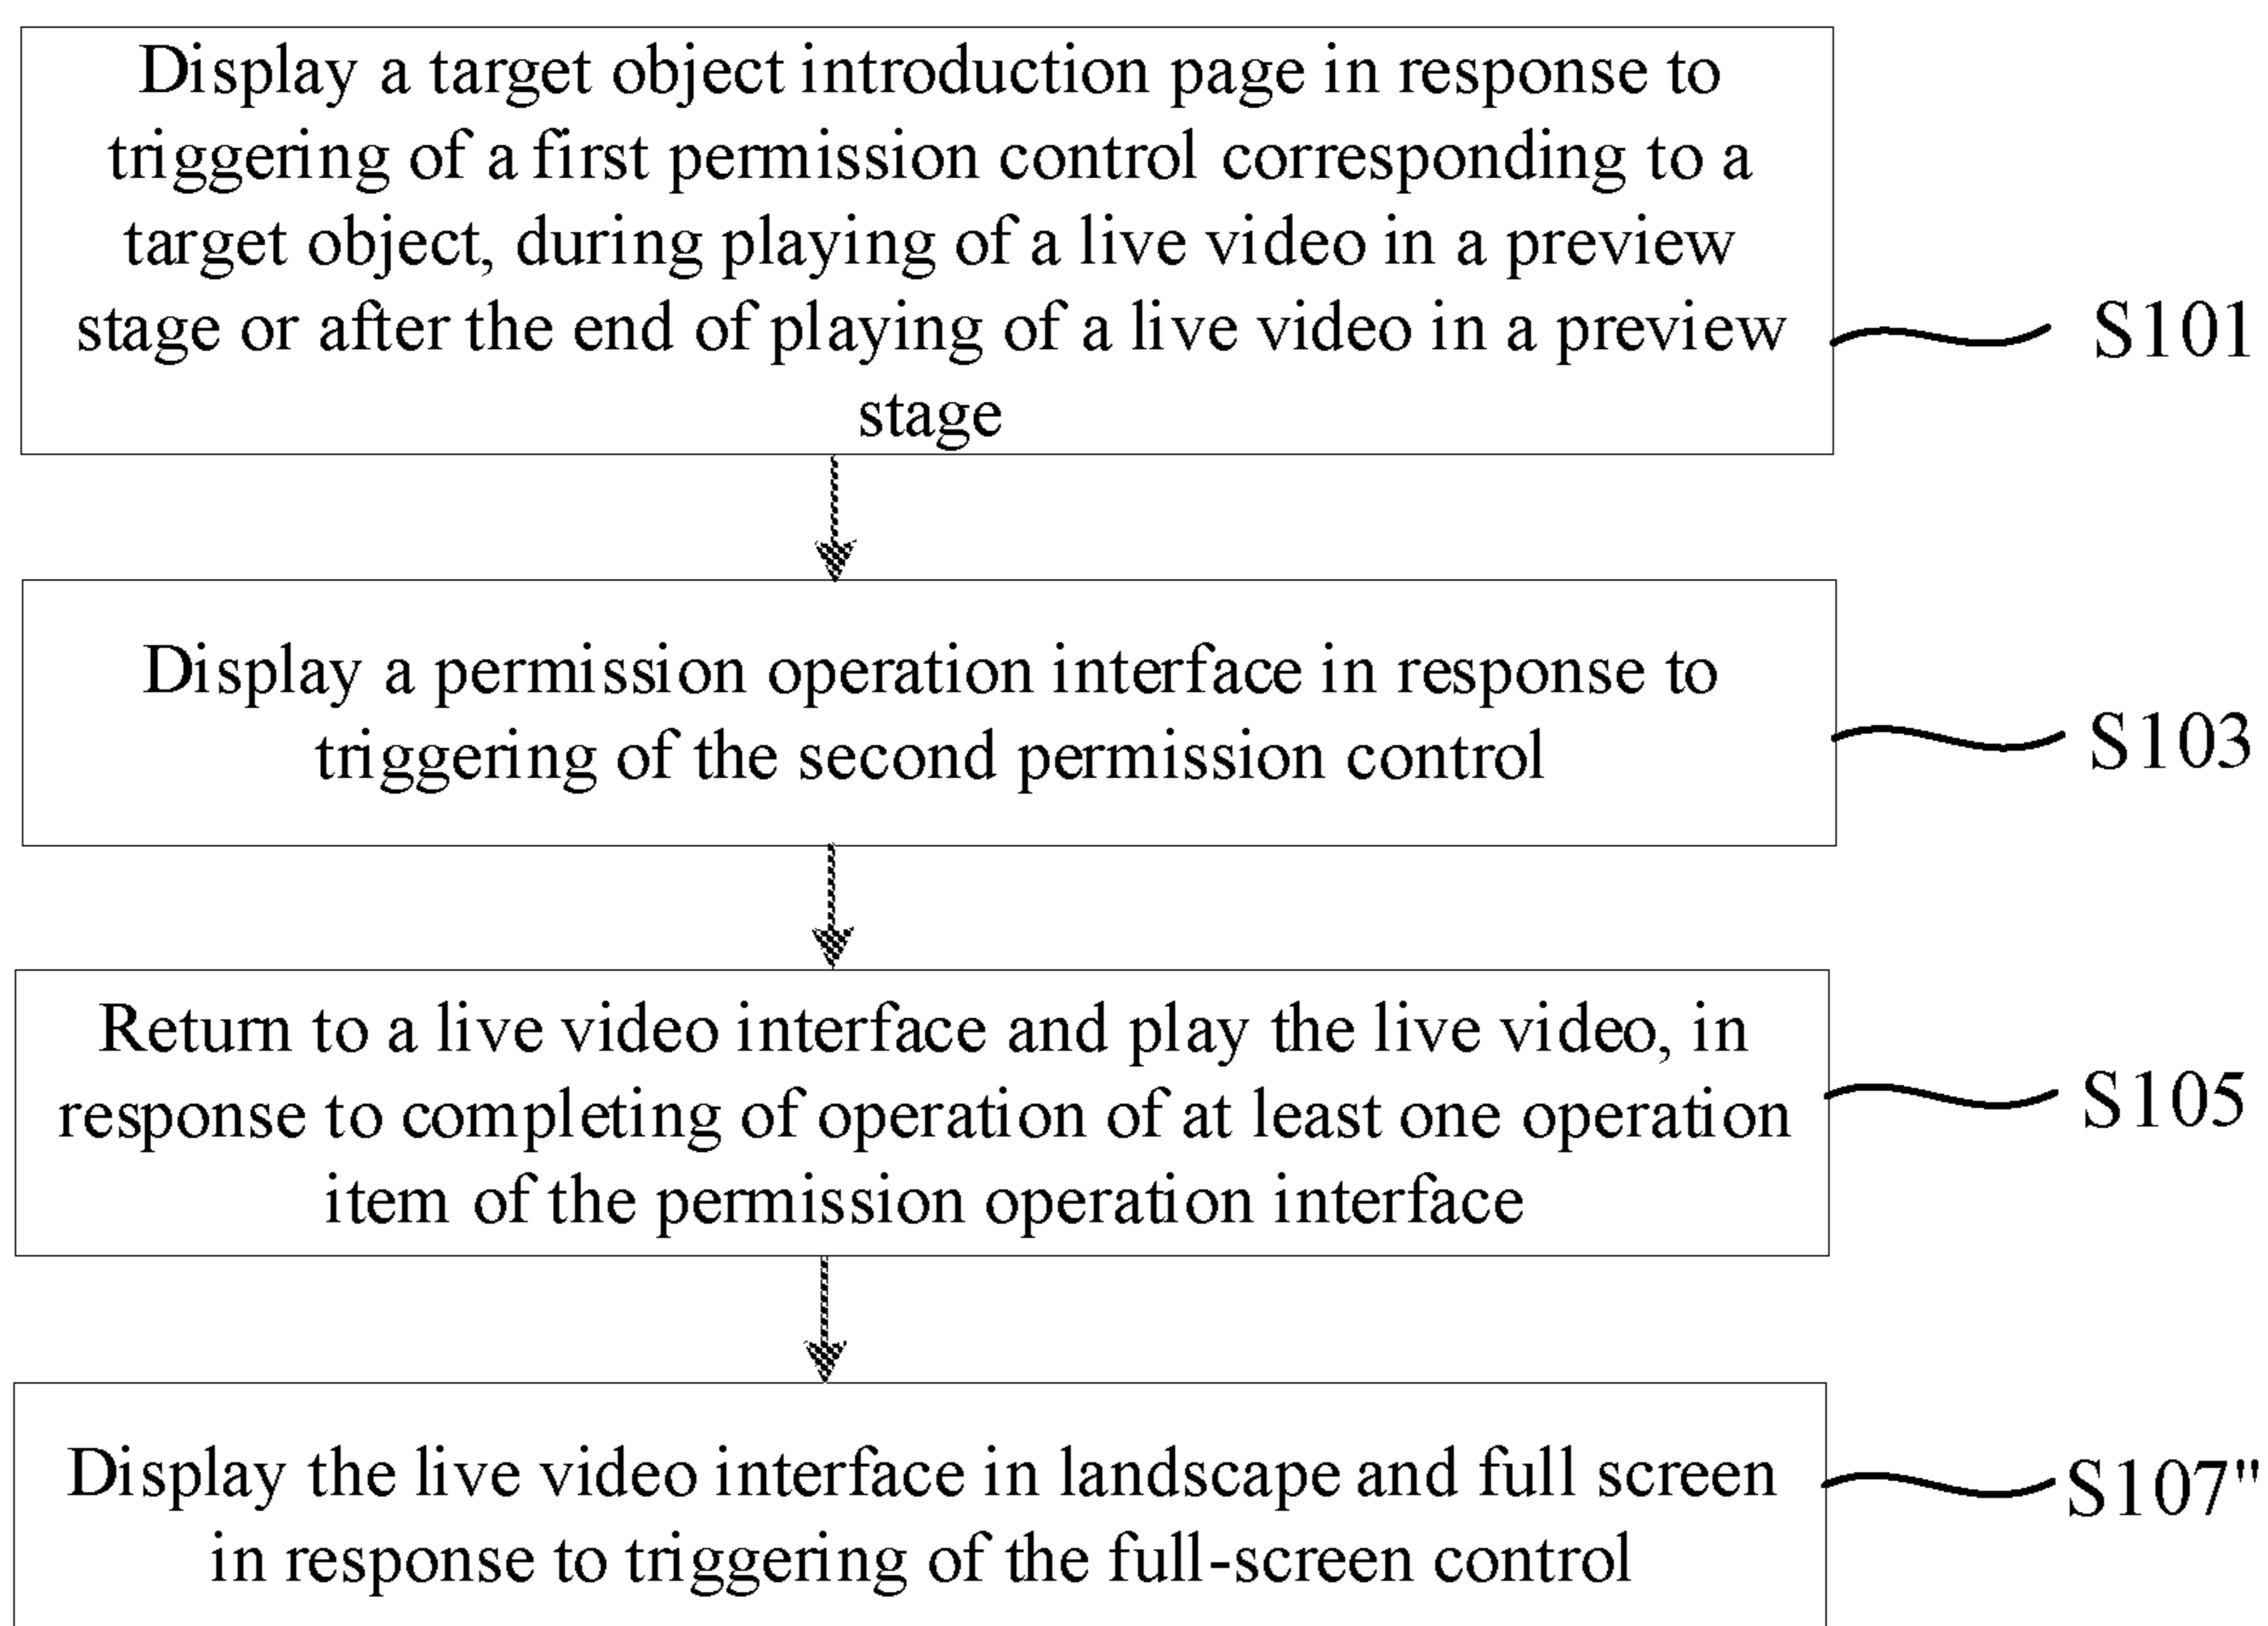 Display a target object introduction page in response to
triggering of a first permission control corresponding to a
target object, during playing of a live video in a preview
stage or after the end of playing of a live video in a preview
stage
S101
Display a permission operation interface in response to
triggering of the second permission control
S103
Return to a live video interface and play the live video, in
response to completing of operation of at least one operation
item of the permission operation interface
S105
Display the live video interface in landscape and full screen
in response to triggering of the full-screen control
S107"